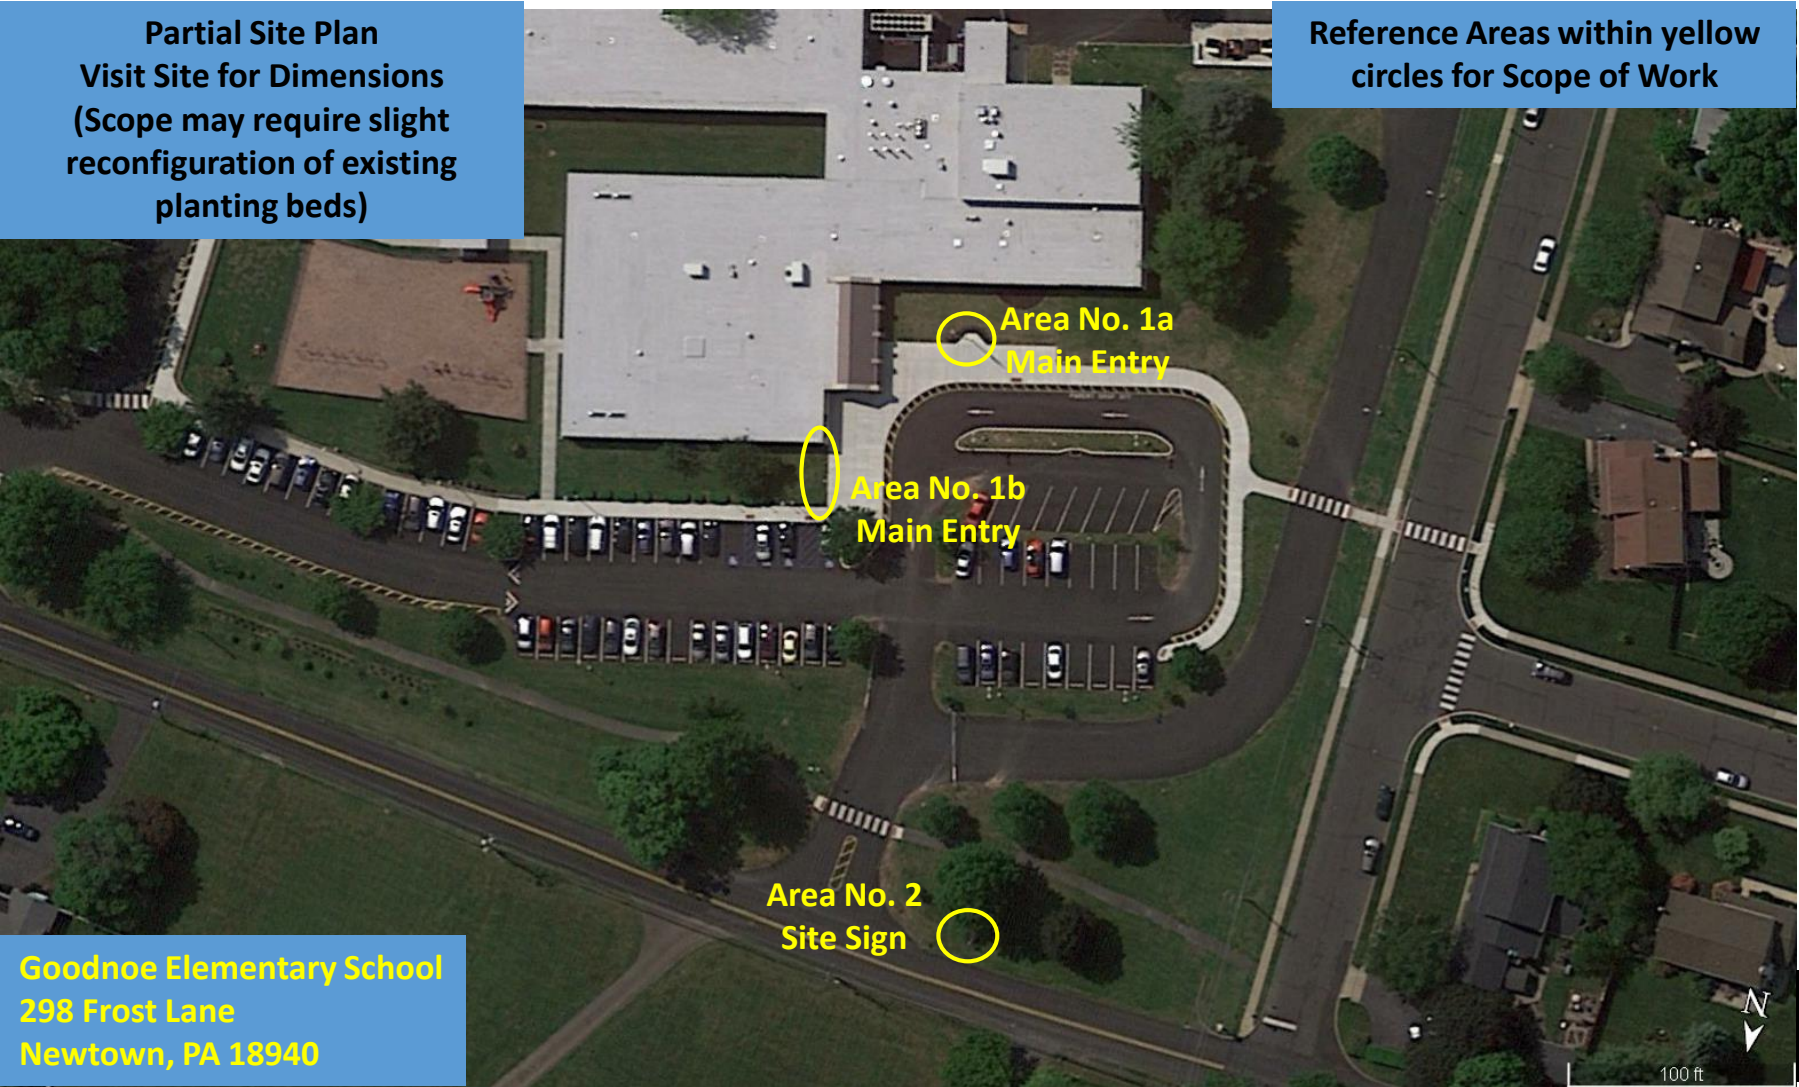 Partial Site Plan
Visit Site for Dimensions
(Scope may require slight
reconfiguration of existing
planting beds)
Reference Areas within yellow
circles for Scope of Work
Area No. 1a
Main Entry
Area No. 1b
Main Entry
Area No. 2
Site Sign
Goodnoe Elementary School
298 Frost Lane
Newtown, PA 18940
N
100 ft